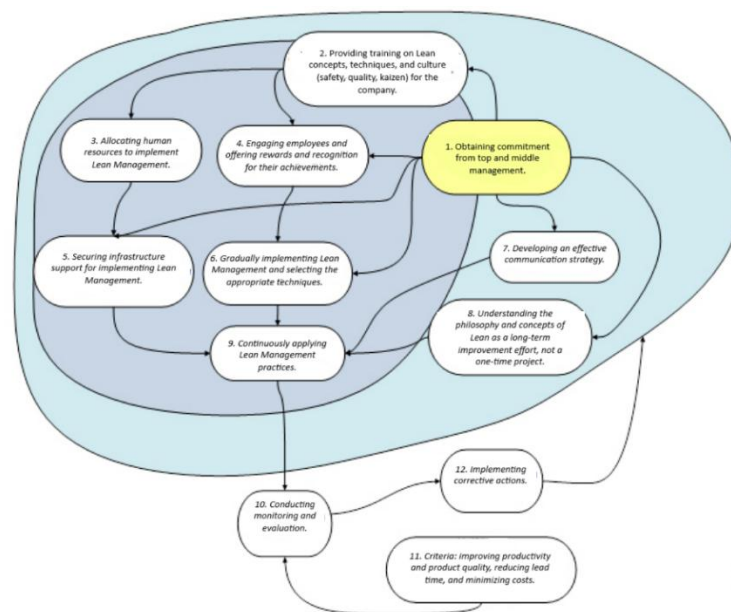 2. Providing training on Lean
concepts, techniques, and culture
(safety, quality, kaizen) for the
company.
3. Allocating human
resources to implement
Lean Management.
4. Engaging employees and
offering rewards and recognition
for their achievements.
1. Obtaining commitment
from top and middle
management.
5. Securing infrastructure
support for implementing Lean
Management.
6. Gradually implementing Lean
Management and selecting the
appropriate techniques.
7. Developing an effective
communication strategy.
8. Understanding the
philosophy and concepts of
Lean as a long-term
improvement effort, not a
one-time project.
9. Continuously applying
Lean Management
practices.
12. Implementing
corrective actions.
10. Conducting
monitoring and
evaluation.
11. Criteria: improving productivity
and product quality, reducing lead
time, and minimizing costs.